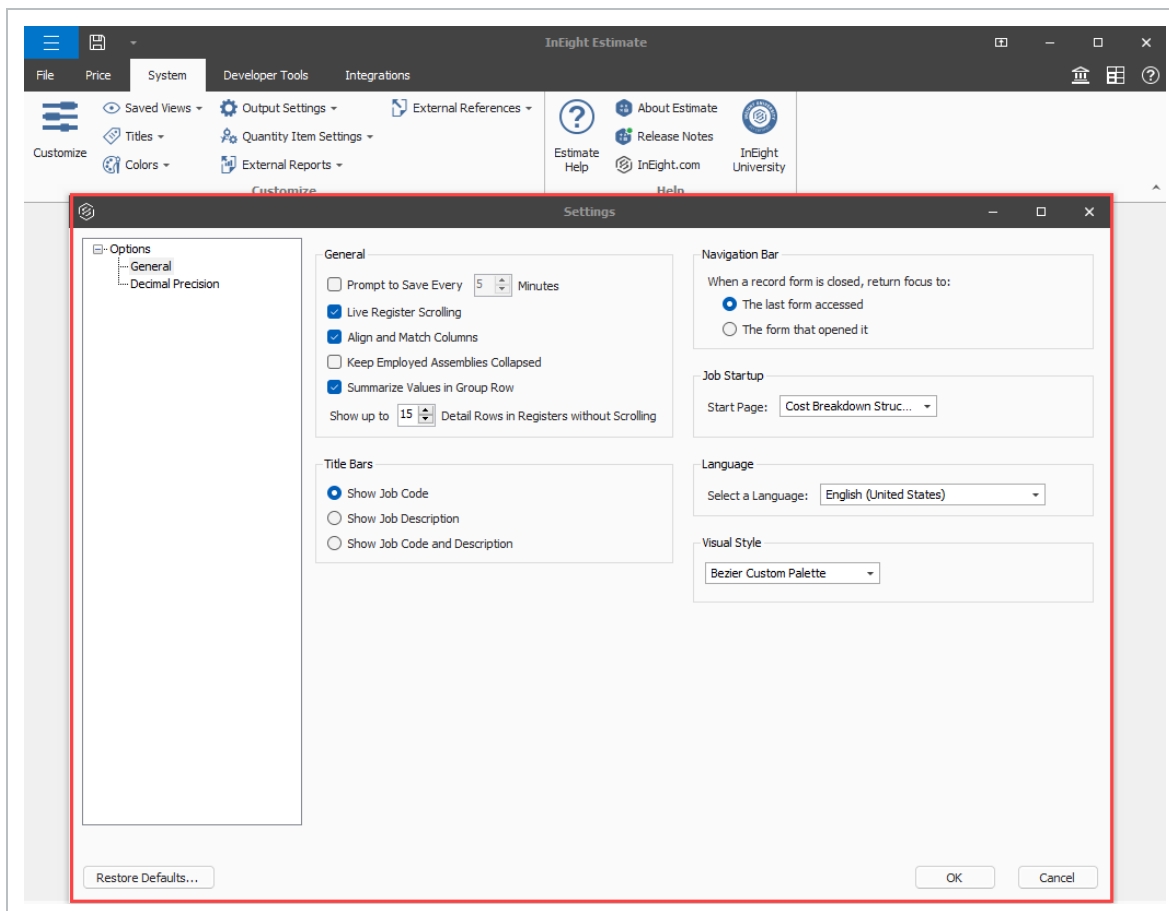 InEight Estimate
File Price System Developer Tools Integrations
Customize
Saved Views
Titles
Colors
Output Settings
Quantity Item Settings
External Reports
External References
Customize
Estimate
Help
About Estimate
Release Notes
InEight.com
InEight
University
Help
Settings
Options
General
Decimal Precision
General
Prompt to Save Every 5 Minutes
Live Register Scrolling
Align and Match Columns
Keep Employed Assemblies Collapsed
Summarize Values in Group Row
Show up to 15 Detail Rows in Registers without Scrolling
Title Bars
Show Job Code
Show Job Description
Show Job Code and Description
Navigation Bar
When a record form is closed, return focus to:
The last form accessed
The form that opened it
Job Startup
Start Page: Cost Breakdown Struc...
Language
Select a Language: English (United States)
Visual Style
Bezier Custom Palette
Restore Defaults...
OK Cancel